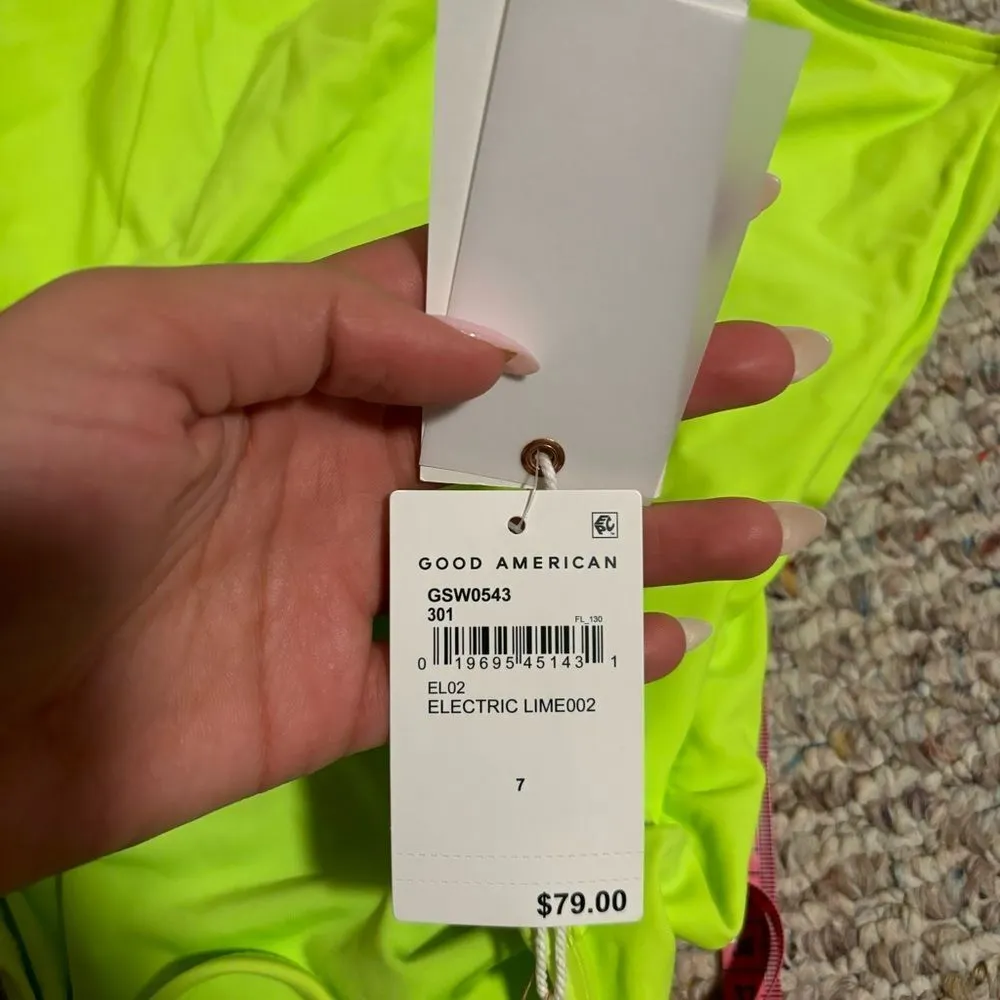 GOOD AMERICAN
GSW0543
301
FL_130
0 19695 45143 1
EL02
ELECTRIC LIME002
7
$79.00